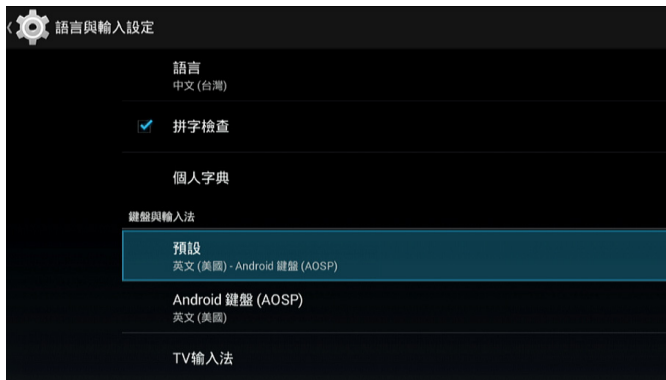 語言與輸入設定
語言
中文 (台灣)
拼字檢查
個人字典
鍵盤與輸入法
預設
英文 (美國) - Android 鍵盤 (AOSP)
Android 鍵盤 (AOSP)
英文 (美國)
TV输入法